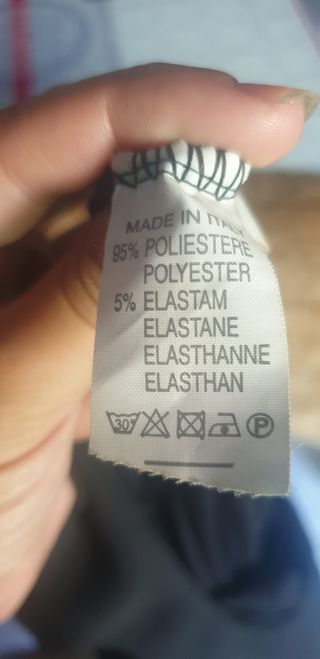 MADE IN ITALY
95% POLIESTERE
POLYESTER
5% ELASTAM
ELASTANE
ELASTHANNE
ELASTHAN
30°
P